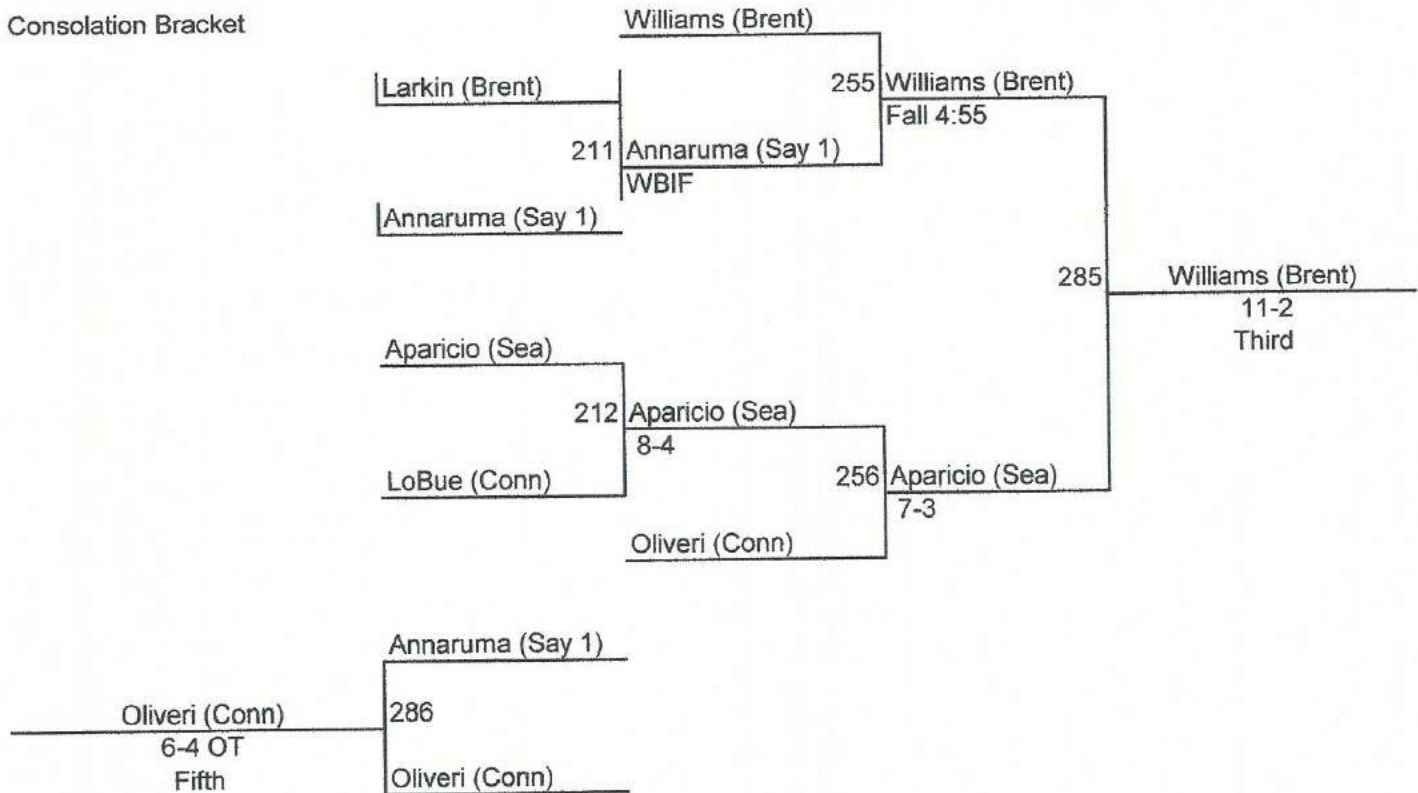 Consolation Bracket
Williams (Brent)
Larkin (Brent)
255 Williams (Brent)
Fall 4:55
211 Annaruma (Say 1)
WBIF
Annaruma (Say 1)
285 Williams (Brent)
11-2
Third
Aparicio (Sea)
212 Aparicio (Sea)
8-4
LoBue (Conn)
256 Aparicio (Sea)
7-3
Oliveri (Conn)
Annaruma (Say 1)
Oliveri (Conn) 286
6-4 OT
Fifth
Oliveri (Conn)